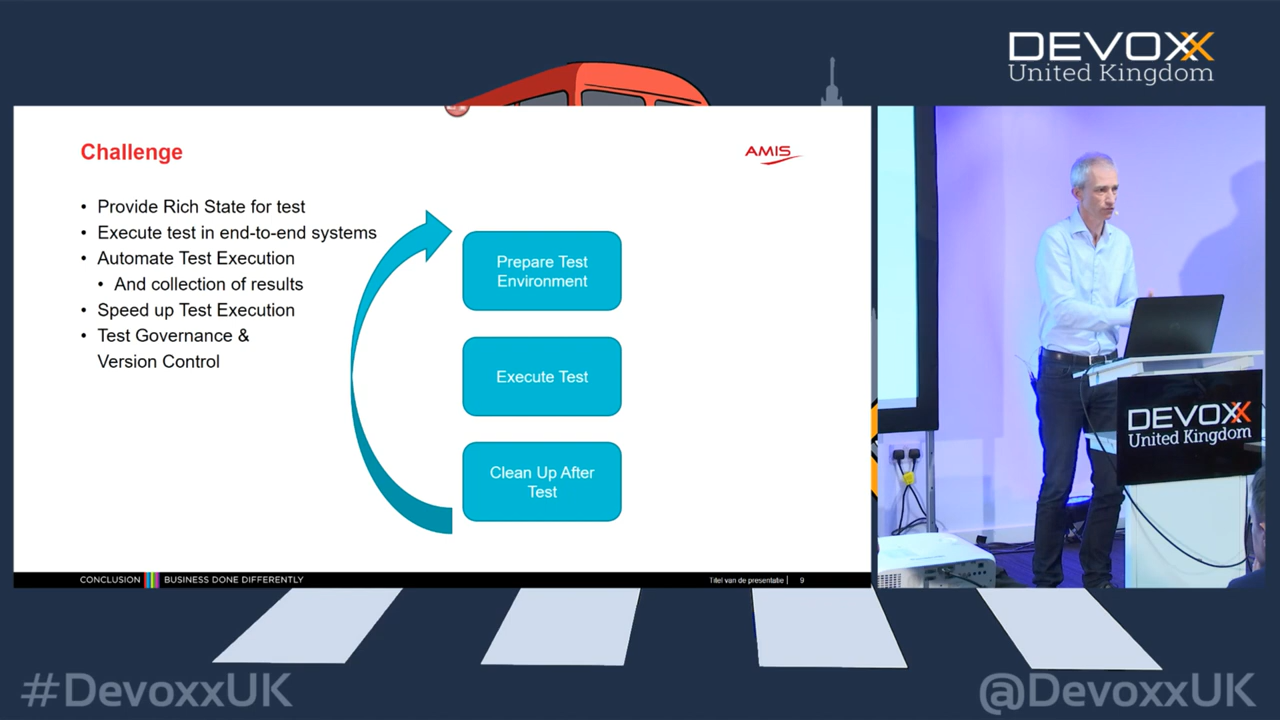 DEVOXX
United Kingdom
Challenge
AMIS
• Provide Rich State for test
• Execute test in end-to-end systems
• Automate Test Execution
• And collection of results
• Speed up Test Execution
• Test Governance &
Version Control
Prepare Test
Environment
Execute Test
Clean Up After
Test
CONCLUSION BUSINESS DONE DIFFERENTLY
Titel van de presentatie | 9
DEVOXX
United Kingdom
#DevoxxUK
@DevoxxUK